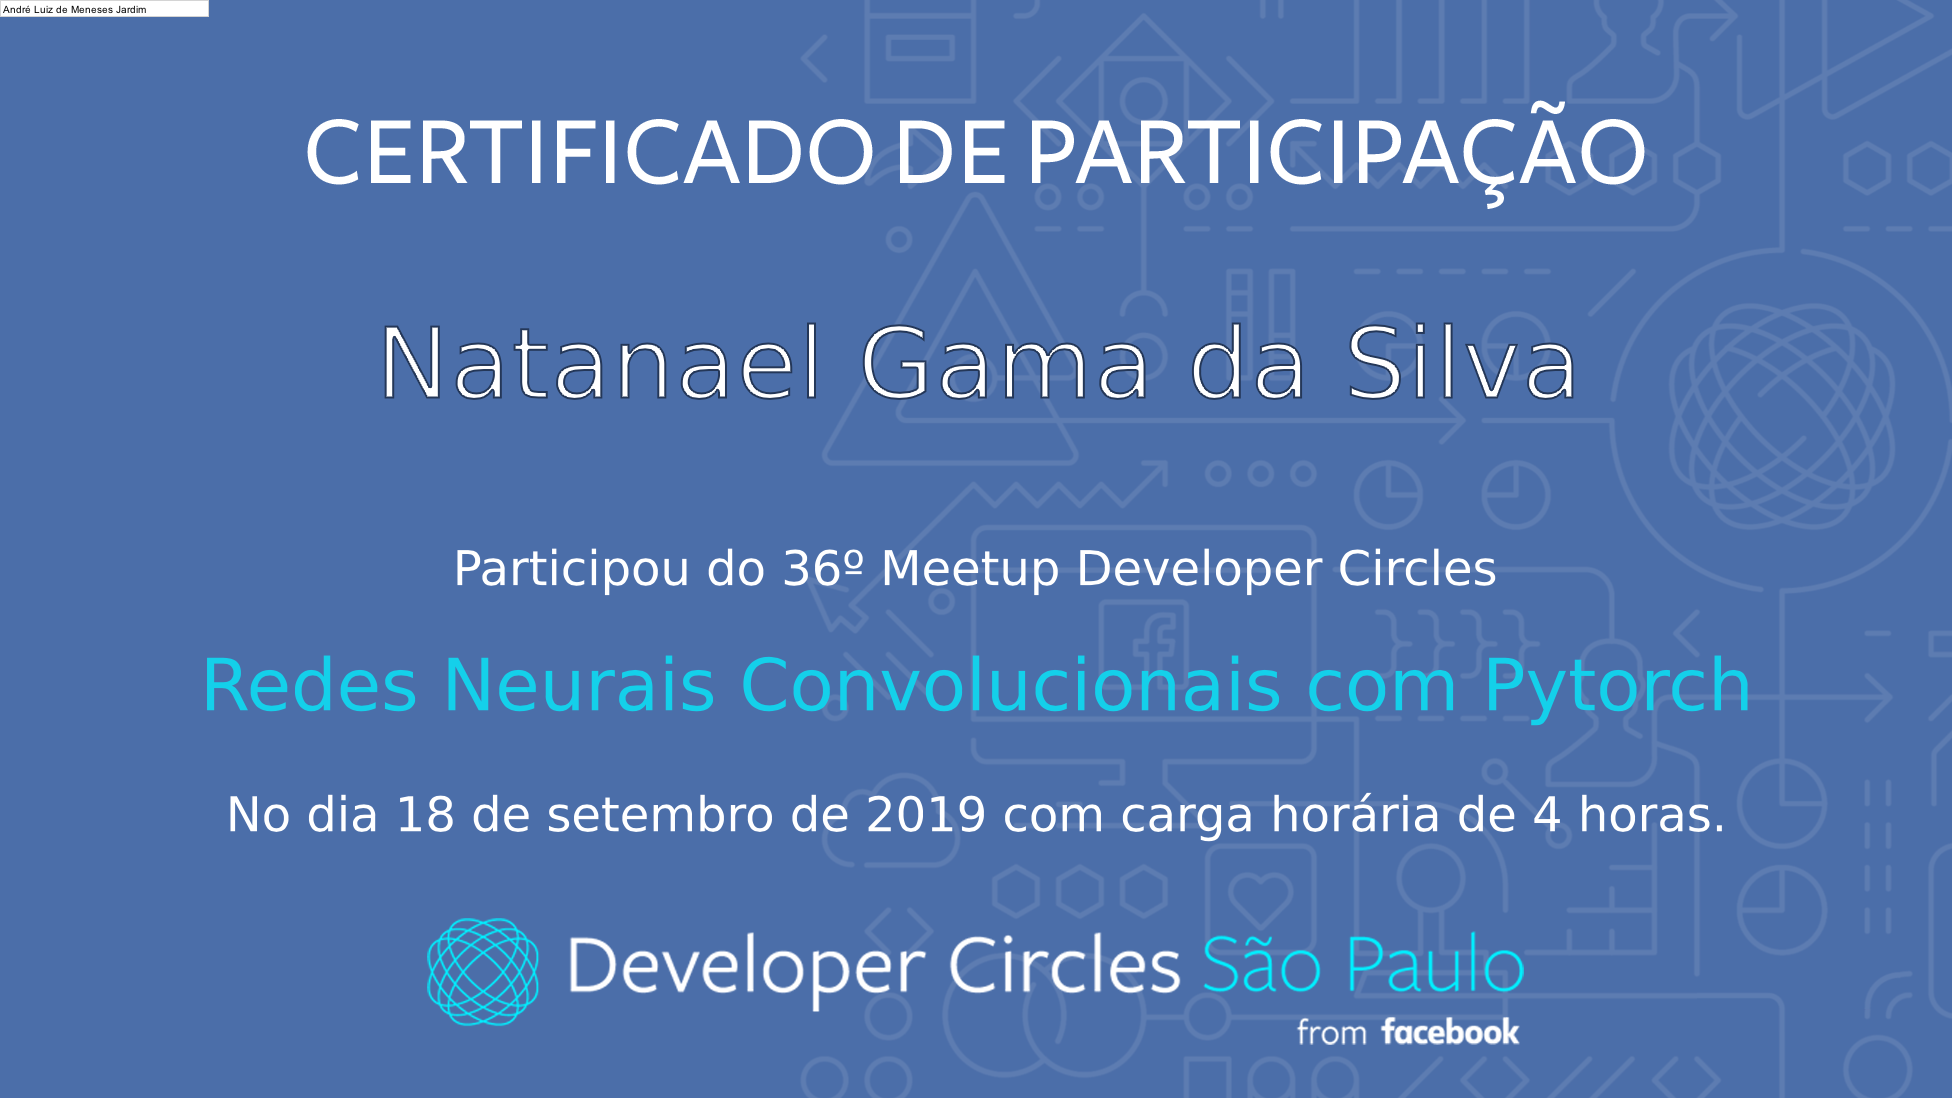 André Luiz de Meneses Jardim
CERTIFICADO DE PARTICIPAÇÃO
Natanael Gama da Silva
Participou do 36º Meetup Developer Circles
Redes Neurais Convolucionais com Pytorch
No dia 18 de setembro de 2019 com carga horária de 4 horas.
Developer Circles São Paulo
from facebook